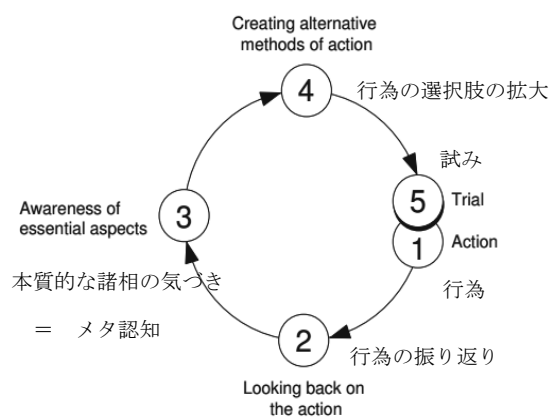 Creating alternative
methods of action
4
行為の選択肢の拡大
試み
5
Trial
1
Action
行為
3
Awareness of
essential aspects
本質的な諸相の気づき
＝　メタ認知
2
行為の振り返り
Looking back on
the action